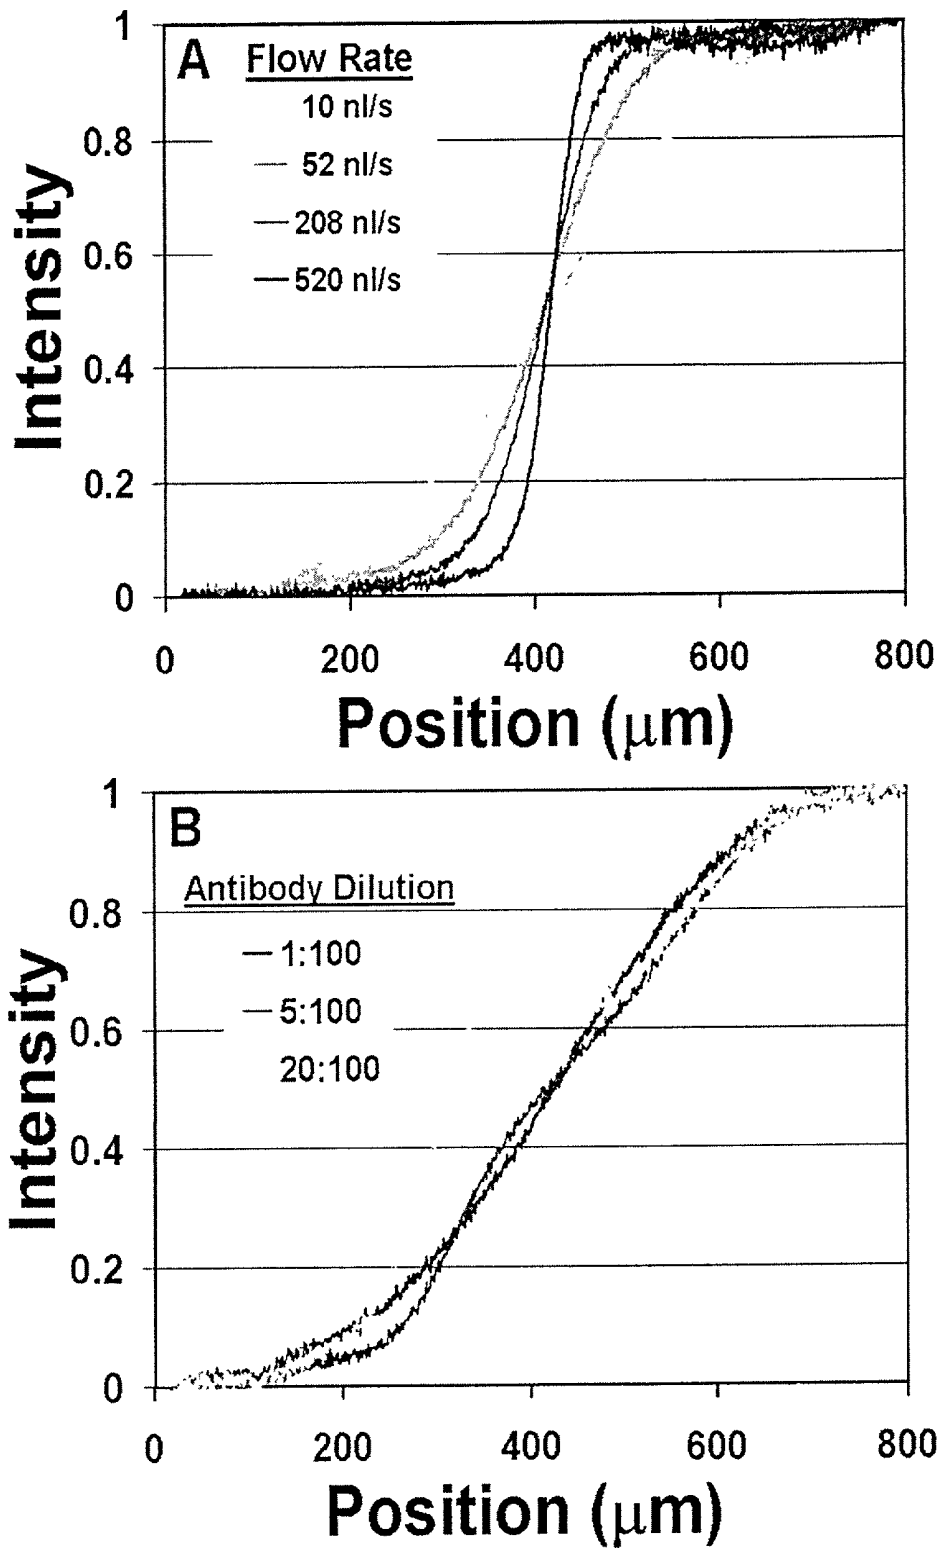 A
Flow Rate
10 nl/s
52 nl/s
208 nl/s
520 nl/s
1
0.8
0.6
0.4
0.2
0
Intensity
0 200 400 600 800
Position (μm)
B
Antibody Dilution
1:100
5:100
20:100
1
0.8
0.6
0.4
0.2
0
Intensity
0 200 400 600 800
Position (μm)